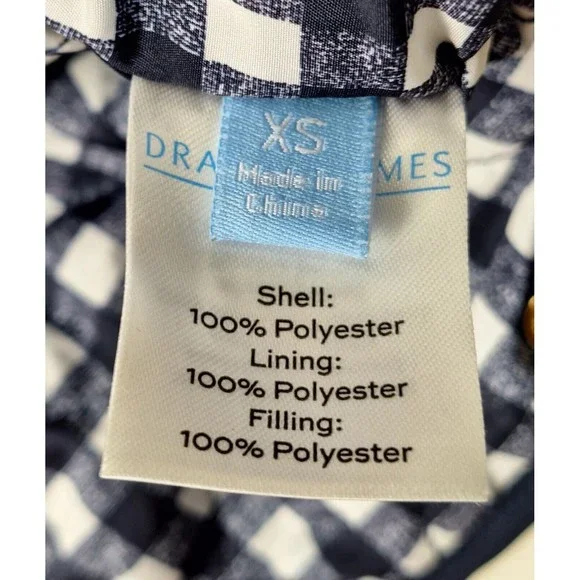 XS
DRA MES
Made in
China
Shell:
100% Polyester
Lining:
100% Polyester
Filling:
100% Polyester